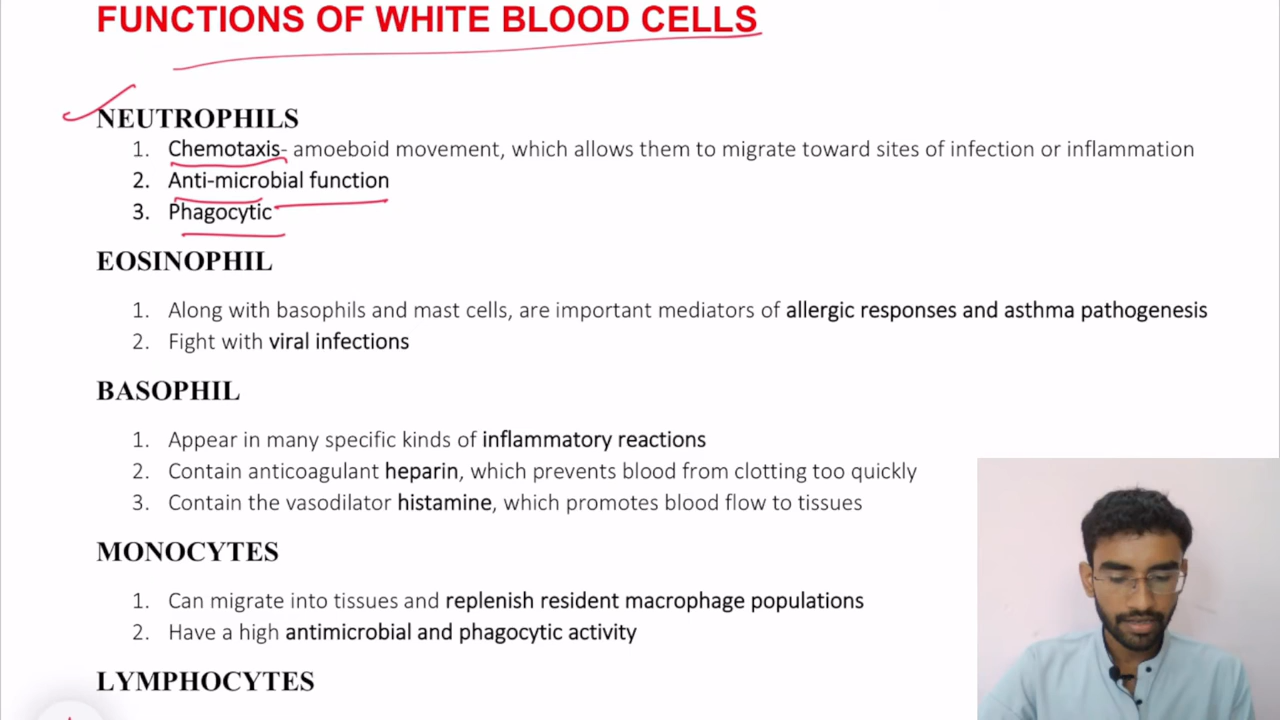 FUNCTIONS OF WHITE BLOOD CELLS
NEUTROPHILS
1. Chemotaxis- amoeboid movement, which allows them to migrate toward sites of infection or inflammation
2. Anti-microbial function
3. Phagocytic
EOSINOPHIL
1. Along with basophils and mast cells, are important mediators of allergic responses and asthma pathogenesis
2. Fight with viral infections
BASOPHIL
1. Appear in many specific kinds of inflammatory reactions
2. Contain anticoagulant heparin, which prevents blood from clotting too quickly
3. Contain the vasodilator histamine, which promotes blood flow to tissues
MONOCYTES
1. Can migrate into tissues and replenish resident macrophage populations
2. Have a high antimicrobial and phagocytic activity
LYMPHOCYTES